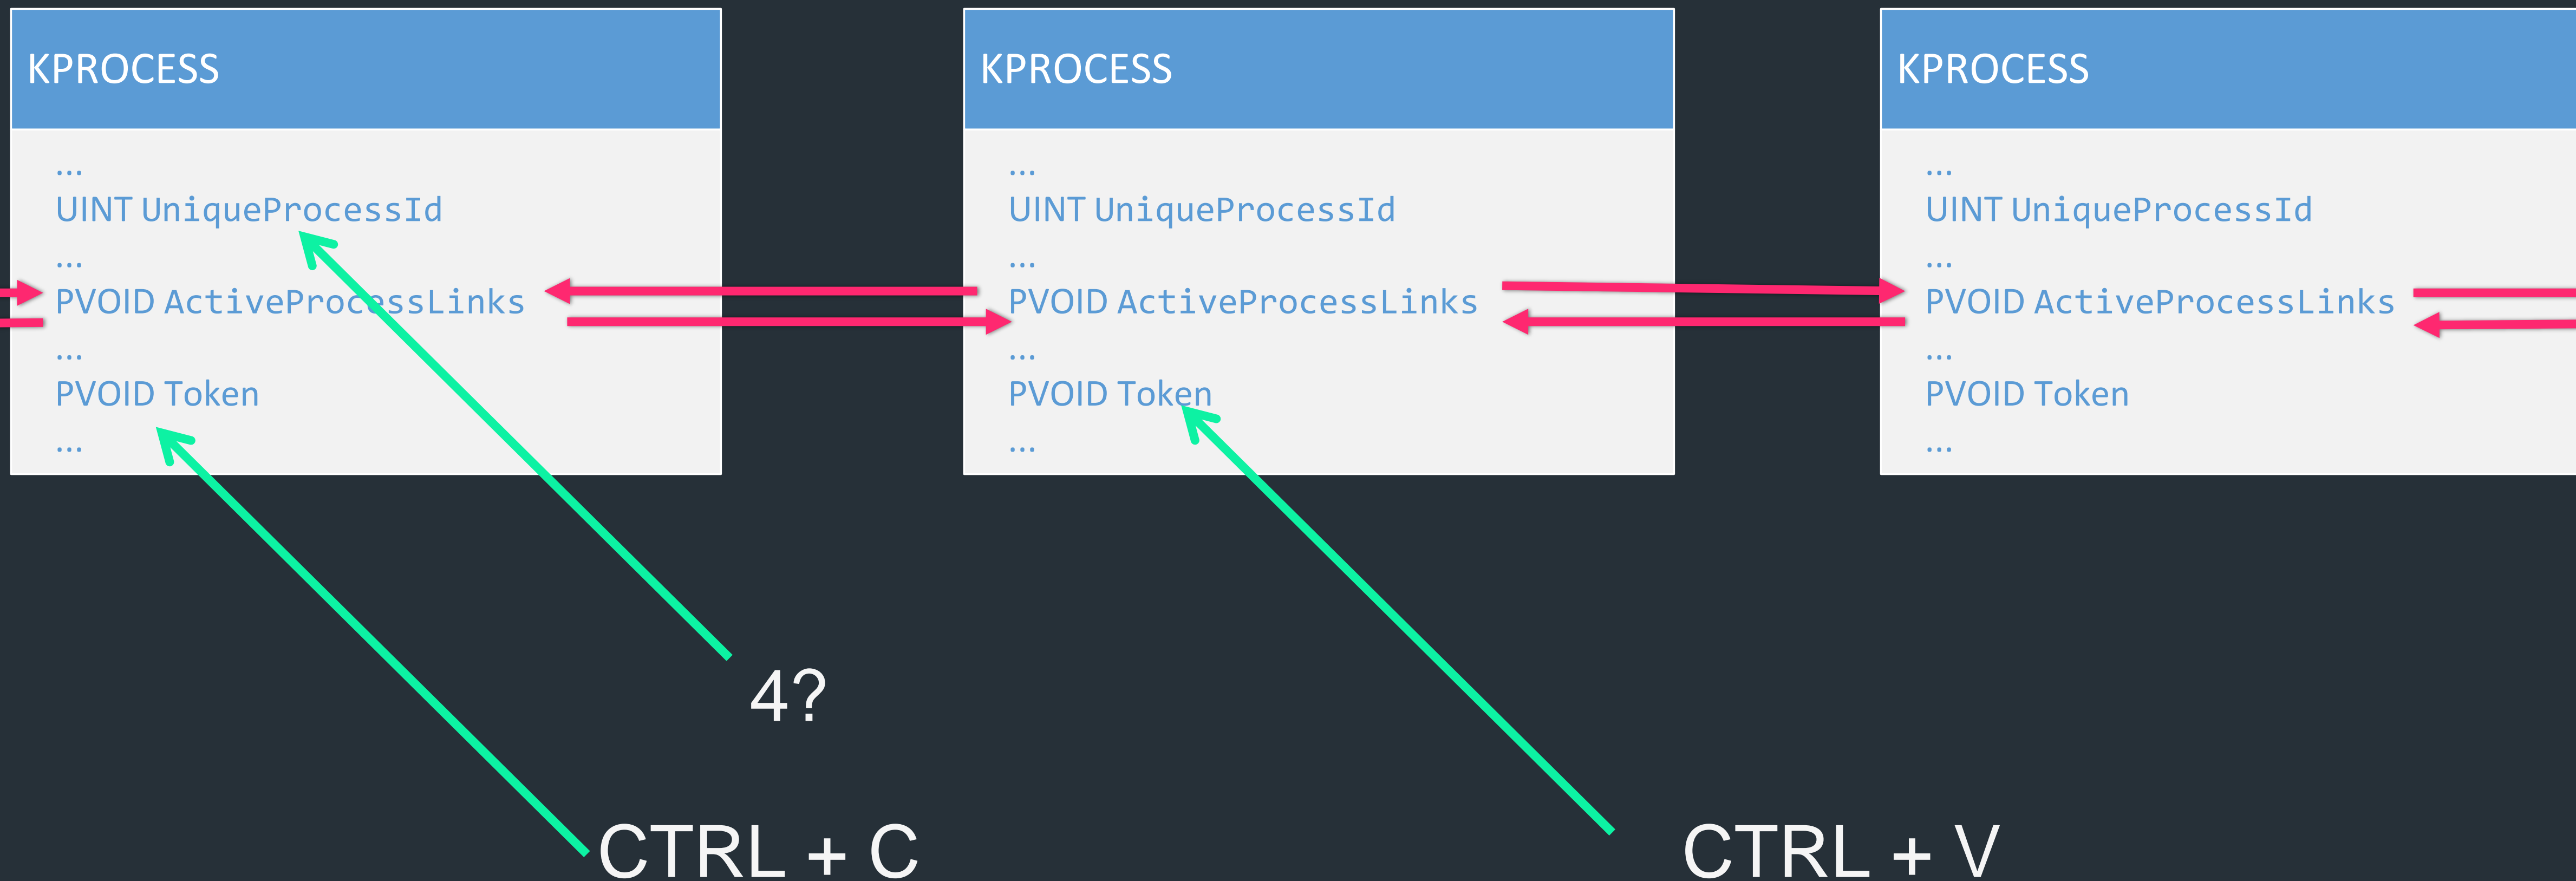 KPROCESS
...
UINT UniqueProcessId
...
PVOID ActiveProcessLinks
...
PVOID Token
...
KPROCESS
...
UINT UniqueProcessId
...
PVOID ActiveProcessLinks
...
PVOID Token
...
KPROCESS
...
UINT UniqueProcessId
...
PVOID ActiveProcessLinks
...
PVOID Token
...
4?
CTRL + C
CTRL + V